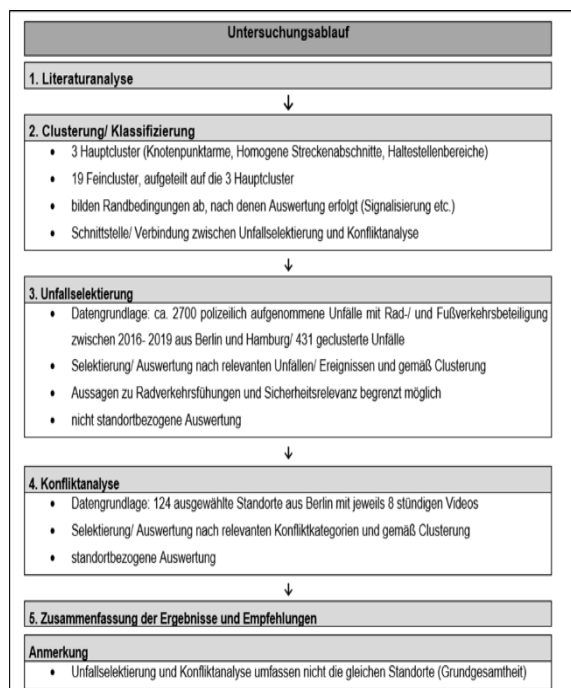 Untersuchungsablauf
1. Literaturanalyse
↓
2. Clusterung/ Klassifizierung
• 3 Hauptcluster (Knotenpunktarme, Homogene Streckenabschnitte, Haltestellenbereiche)
• 19 Feincluster, aufgeteilt auf die 3 Hauptcluster
• bilden Randbedingungen ab, nach denen Auswertung erfolgt (Signalisierung etc.)
• Schnittstelle/ Verbindung zwischen Unfallselektierung und Konfliktanalyse
↓
3. Unfallselektierung
• Datengrundlage: ca. 2700 polizeilich aufgenommene Unfälle mit Rad-/ und Fußverkehrsbeteiligung
zwischen 2016- 2019 aus Berlin und Hamburg/ 431 geclusterte Unfälle
• Selektierung/ Auswertung nach relevanten Unfällen/ Ereignissen und gemäß Clusterung
• Aussagen zu Radverkehrsfühungen und Sicherheitsrelevanz begrenzt möglich
• nicht standortbezogene Auswertung
↓
4. Konfliktanalyse
• Datengrundlage: 124 ausgewählte Standorte aus Berlin mit jeweils 8 stündigen Videos
• Selektierung/ Auswertung nach relevanten Konfliktkategorien und gemäß Clusterung
• standortbezogene Auswertung
↓
5. Zusammenfassung der Ergebnisse und Empfehlungen
Anmerkung
• Unfallselektierung und Konfliktanalyse umfassen nicht die gleichen Standorte (Grundgesamtheit)